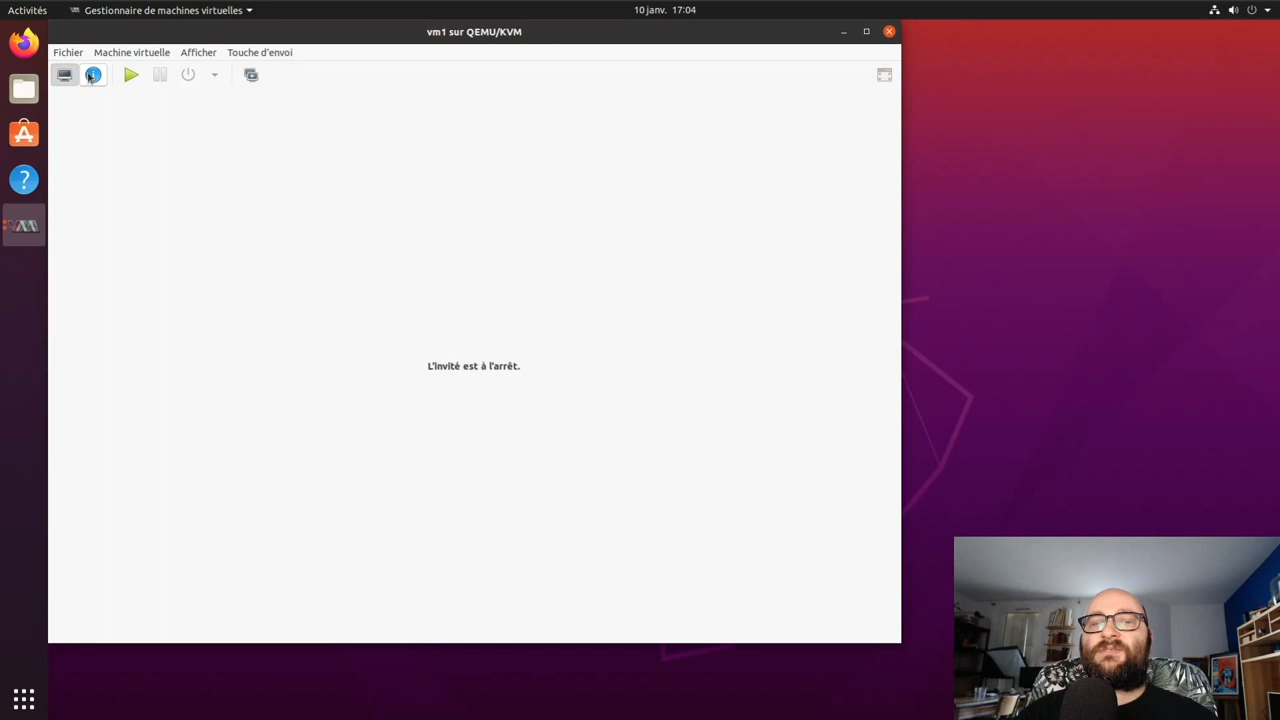 Activités
Gestionnaire de machines virtuelles
10 janv. 17:04
vm1 sur QEMU/KVM
Fichier Machine virtuelle Afficher Touche d'envoi
L'invité est à l'arrêt.